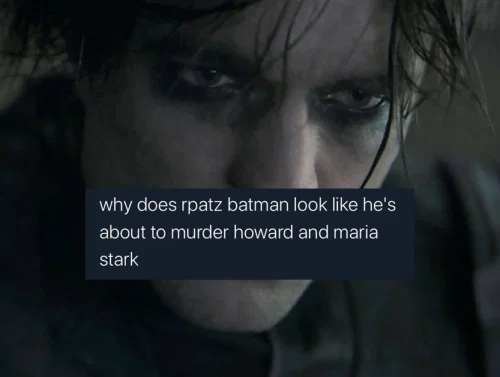 why does rpatz batman look like he's
about to murder howard and maria
stark